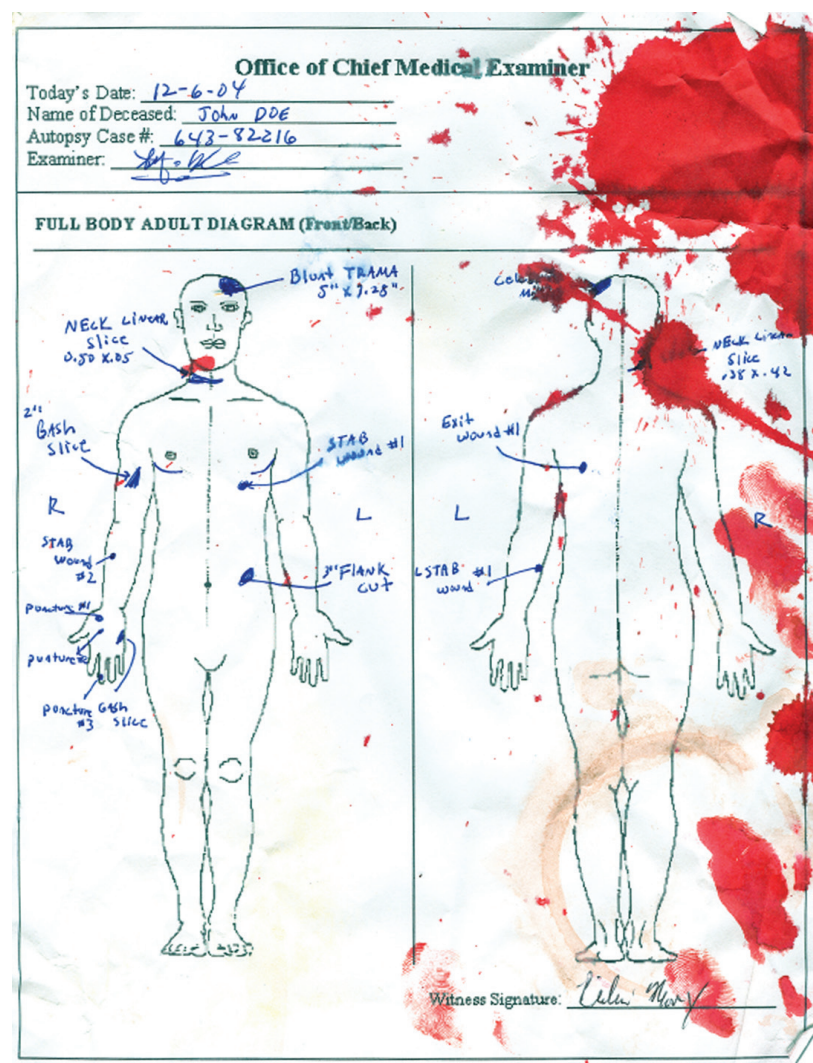 Office of Chief Medical Examiner
Today's Date: 12-6-04
Name of Deceased: John DOE
Autopsy Case #: 643-82216
Examiner:
FULL BODY ADULT DIAGRAM (Front/Back)
Blunt TRAMA
5" x 7.25"
NECK LINEAR
Slice
0.50 x .05
2"
GASH
Slice
STAB
wound #1
R
L
STAB
wound
#2
3" FLANK
CUT
puncture #1
puncture
puncture
#3
GASH
Slice
NECK LINEAR
Slice
.38 x .42
Exit
wound #1
L
R
STAB #1
wound
Witness Signature: